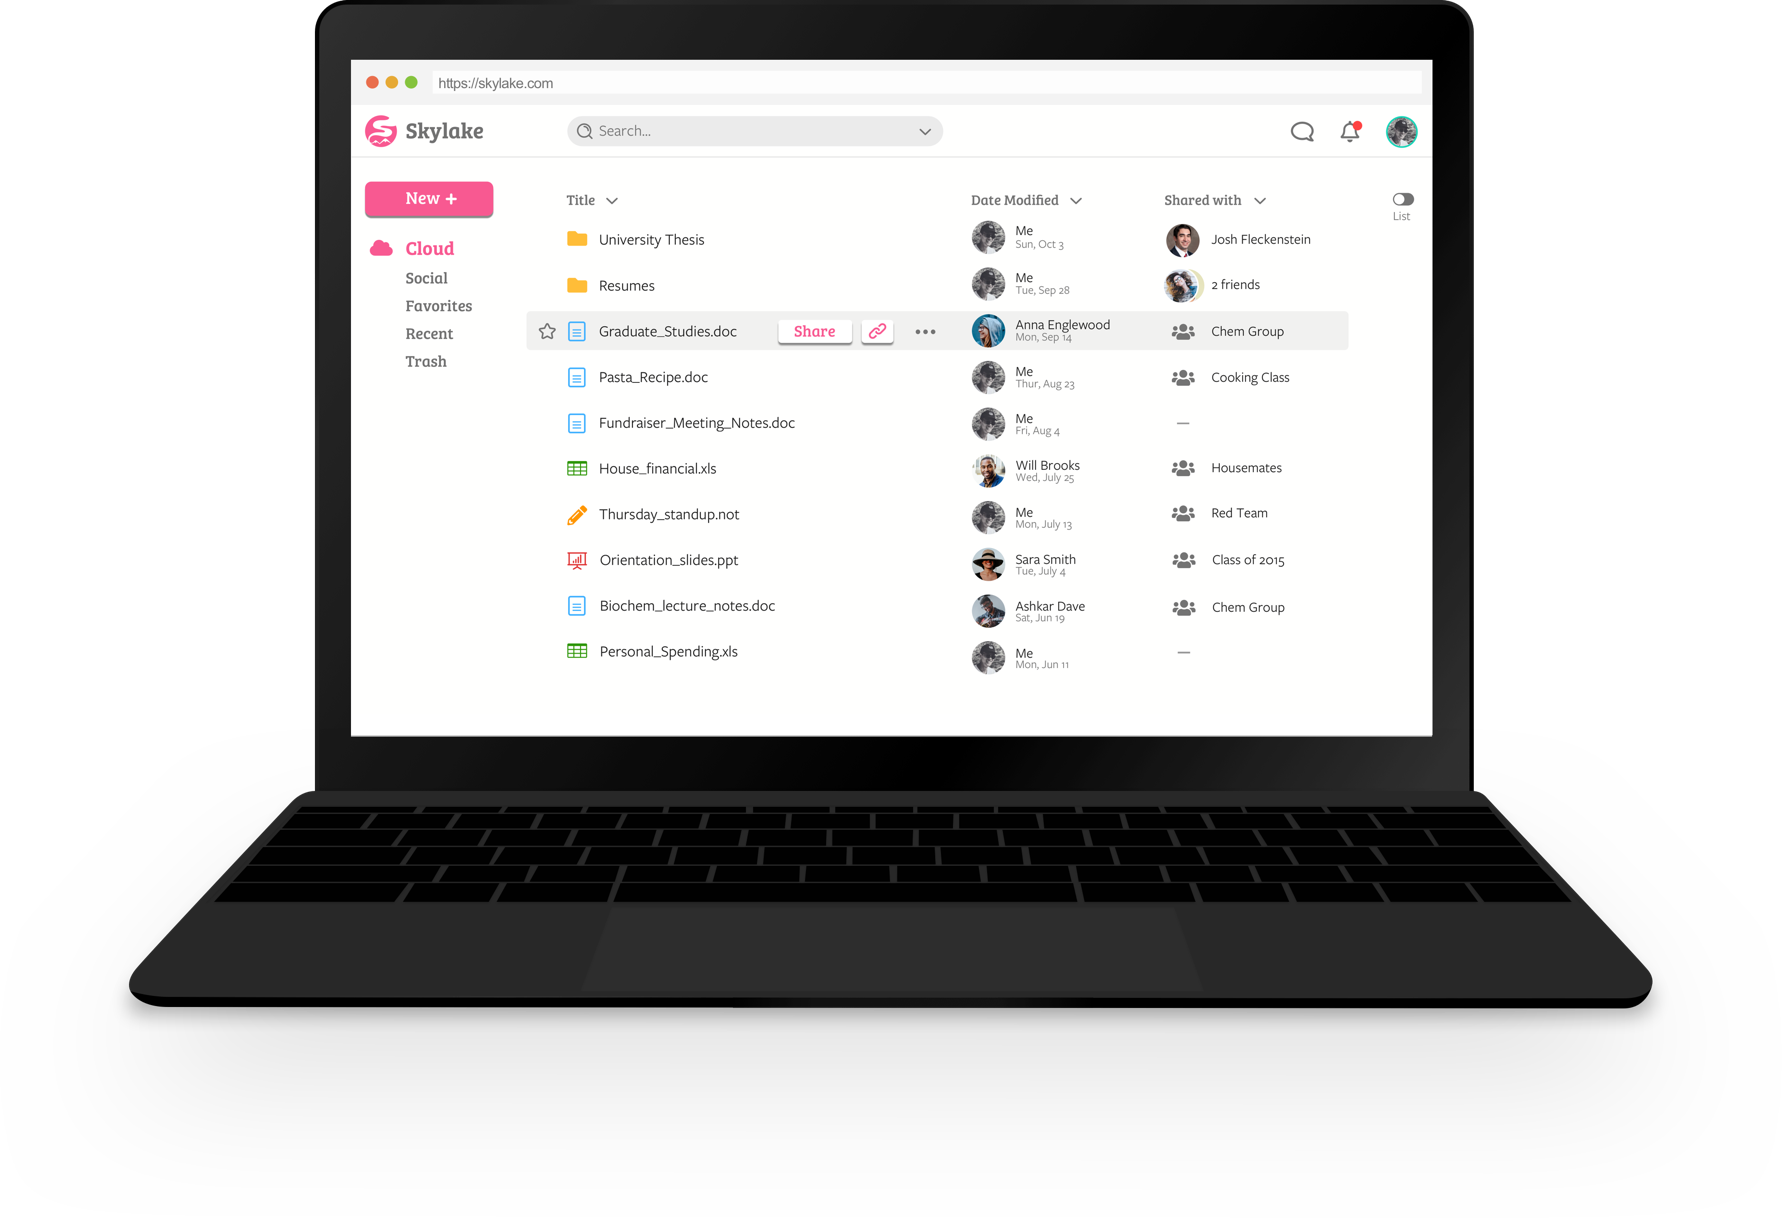 https://skylake.com
Skylake
Search...
New +
Cloud
Social
Favorites
Recent
Trash
Title
Date Modified
Shared with
List
University Thesis
Me
Sun, Oct 3
Josh Fleckenstein
Resumes
Me
Tue, Sep 28
2 friends
Graduate_Studies.doc
Share
Anna Englewood
Mon, Sep 14
Chem Group
Pasta_Recipe.doc
Me
Thur, Aug 23
Cooking Class
Fundraiser_Meeting_Notes.doc
Me
Fri, Aug 4
—
House_financial.xls
Will Brooks
Wed, July 25
Housemates
Thursday_standup.not
Me
Mon, July 13
Red Team
Orientation_slides.ppt
Sara Smith
Tue, July 4
Class of 2015
Biochem_lecture_notes.doc
Ashkar Dave
Sat, Jun 19
Chem Group
Personal_Spending.xls
Me
Mon, Jun 11
—